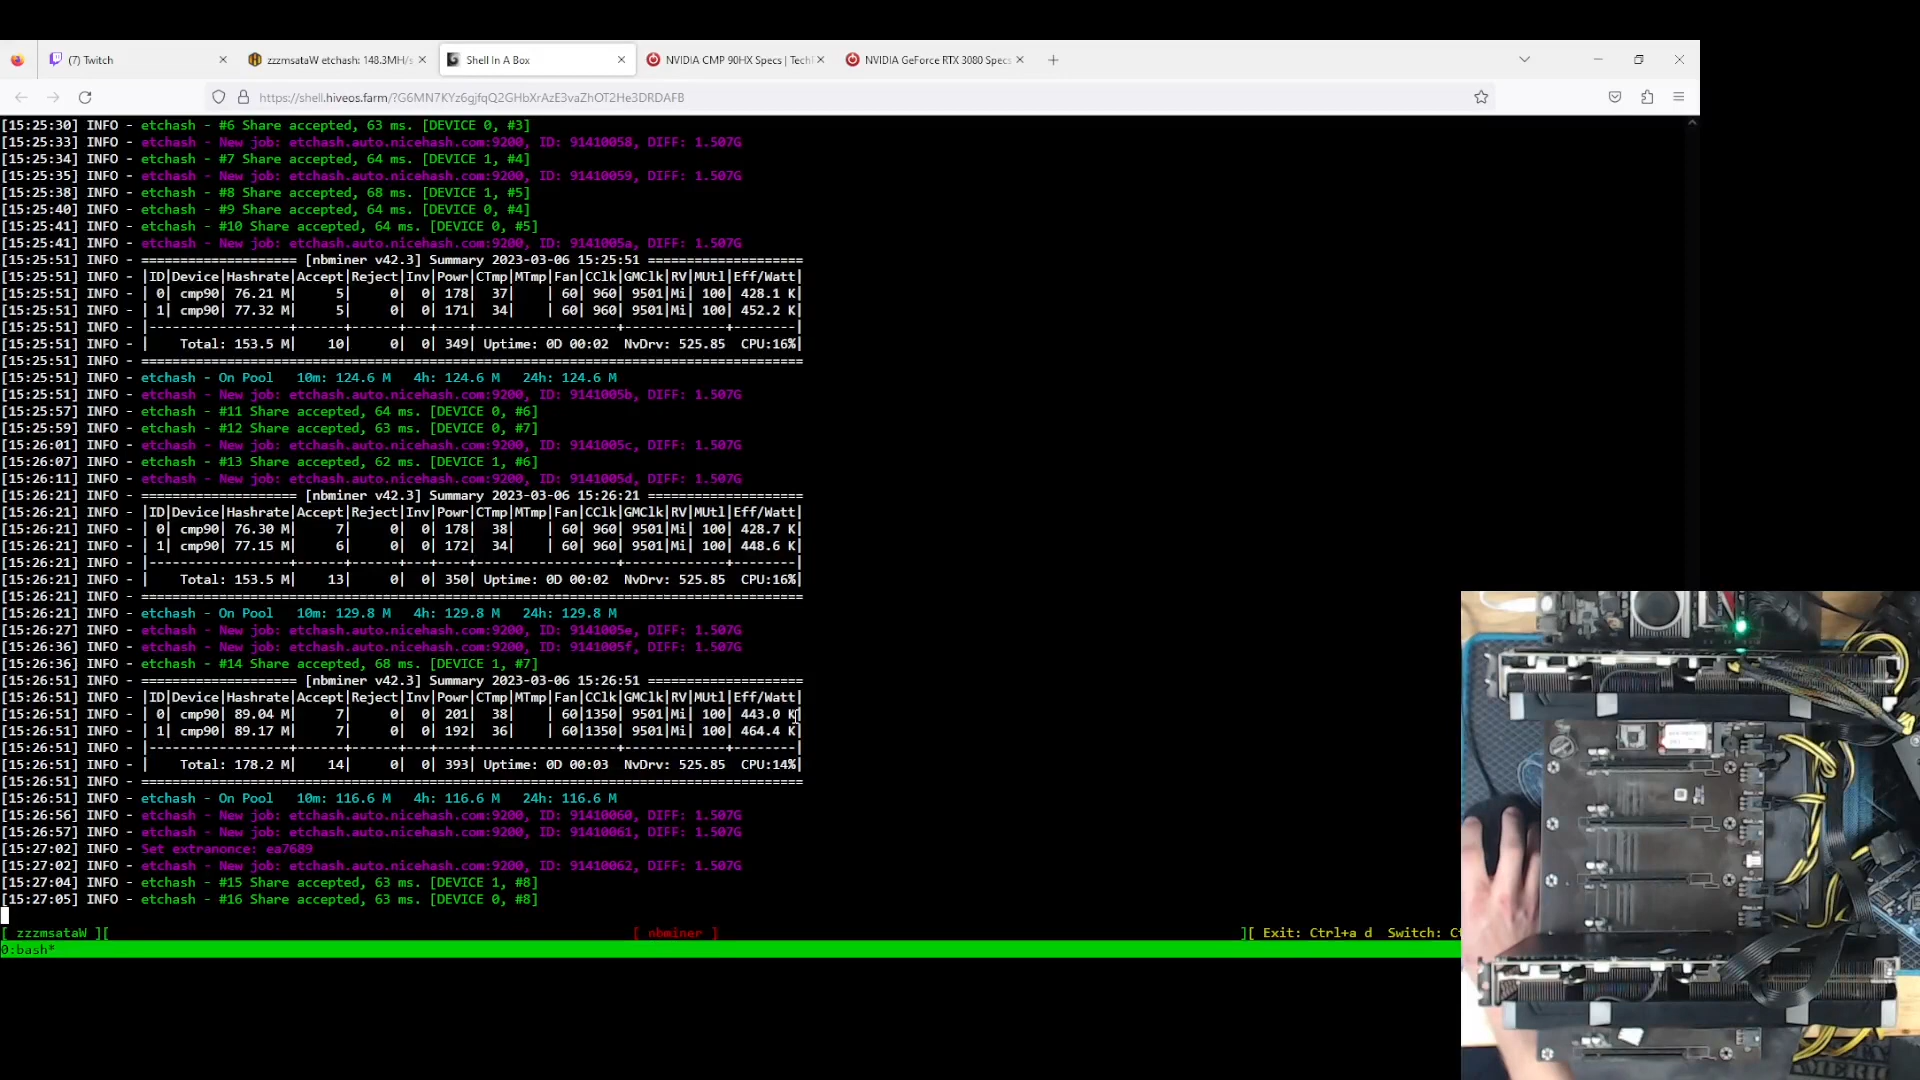 (7) Twitch
zzzmsataW etchash: 148.3MH/s
Shell In A Box
NVIDIA CMP 90HX Specs | Tech
NVIDIA GeForce RTX 3080 Specs
https://shell.hiveos.farm/?G6MN7KYz6gjfqQ2GHbXrAzE3vaZhOT2He3DRDAFB
[15:25:30] INFO - etchash - #6 Share accepted, 63 ms. [DEVICE 0, #3]
[15:25:33] INFO - etchash - New job: etchash.auto.nicehash.com:9200, ID: 91410058, DIFF: 1.507G
[15:25:34] INFO - etchash - #7 Share accepted, 64 ms. [DEVICE 1, #4]
[15:25:35] INFO - etchash - New job: etchash.auto.nicehash.com:9200, ID: 91410059, DIFF: 1.507G
[15:25:38] INFO - etchash - #8 Share accepted, 68 ms. [DEVICE 1, #5]
[15:25:40] INFO - etchash - #9 Share accepted, 64 ms. [DEVICE 0, #4]
[15:25:41] INFO - etchash - #10 Share accepted, 64 ms. [DEVICE 0, #5]
[15:25:41] INFO - etchash - New job: etchash.auto.nicehash.com:9200, ID: 9141005a, DIFF: 1.507G
[15:25:51] INFO - ==================== [nbminer v42.3] Summary 2023-03-06 15:25:51 ====================
[15:25:51] INFO - |ID|Device|Hashrate|Accept|Reject|Inv|Powr|CTmp|MTmp|Fan|CClk|GMClk|RV|MUtl|Eff/Watt|
[15:25:51] INFO - | 0| cmp90| 76.21 M| 5| 0| 0| 178| 37| | 60| 960| 9501|Mi| 100| 428.1 K|
[15:25:51] INFO - | 1| cmp90| 77.32 M| 5| 0| 0| 171| 34| | 60| 960| 9501|Mi| 100| 452.2 K|
[15:25:51] INFO - |------------------+------+------+---+----+------------------+-------------+--------|
[15:25:51] INFO - | Total: 153.5 M| 10| 0| 0| 349| Uptime: 0D 00:02 NvDrv: 525.85 CPU:16%|
[15:25:51] INFO - =====================================================================================
[15:25:51] INFO - etchash - On Pool 10m: 124.6 M 4h: 124.6 M 24h: 124.6 M
[15:25:51] INFO - etchash - New job: etchash.auto.nicehash.com:9200, ID: 9141005b, DIFF: 1.507G
[15:25:57] INFO - etchash - #11 Share accepted, 64 ms. [DEVICE 0, #6]
[15:25:59] INFO - etchash - #12 Share accepted, 63 ms. [DEVICE 0, #7]
[15:26:01] INFO - etchash - New job: etchash.auto.nicehash.com:9200, ID: 9141005c, DIFF: 1.507G
[15:26:07] INFO - etchash - #13 Share accepted, 62 ms. [DEVICE 1, #6]
[15:26:11] INFO - etchash - New job: etchash.auto.nicehash.com:9200, ID: 9141005d, DIFF: 1.507G
[15:26:21] INFO - ==================== [nbminer v42.3] Summary 2023-03-06 15:26:21 ====================
[15:26:21] INFO - |ID|Device|Hashrate|Accept|Reject|Inv|Powr|CTmp|MTmp|Fan|CClk|GMClk|RV|MUtl|Eff/Watt|
[15:26:21] INFO - | 0| cmp90| 76.30 M| 7| 0| 0| 178| 38| | 60| 960| 9501|Mi| 100| 428.7 K|
[15:26:21] INFO - | 1| cmp90| 77.15 M| 6| 0| 0| 172| 34| | 60| 960| 9501|Mi| 100| 448.6 K|
[15:26:21] INFO - |------------------+------+------+---+----+------------------+-------------+--------|
[15:26:21] INFO - | Total: 153.5 M| 13| 0| 0| 350| Uptime: 0D 00:02 NvDrv: 525.85 CPU:16%|
[15:26:21] INFO - =====================================================================================
[15:26:21] INFO - etchash - On Pool 10m: 129.8 M 4h: 129.8 M 24h: 129.8 M
[15:26:27] INFO - etchash - New job: etchash.auto.nicehash.com:9200, ID: 9141005e, DIFF: 1.507G
[15:26:36] INFO - etchash - New job: etchash.auto.nicehash.com:9200, ID: 9141005f, DIFF: 1.507G
[15:26:36] INFO - etchash - #14 Share accepted, 68 ms. [DEVICE 1, #7]
[15:26:51] INFO - ==================== [nbminer v42.3] Summary 2023-03-06 15:26:51 ====================
[15:26:51] INFO - |ID|Device|Hashrate|Accept|Reject|Inv|Powr|CTmp|MTmp|Fan|CClk|GMClk|RV|MUtl|Eff/Watt|
[15:26:51] INFO - | 0| cmp90| 89.04 M| 7| 0| 0| 201| 38| | 60|1350| 9501|Mi| 100| 443.0 K|
[15:26:51] INFO - | 1| cmp90| 89.17 M| 7| 0| 0| 192| 36| | 60|1350| 9501|Mi| 100| 464.4 K|
[15:26:51] INFO - |------------------+------+------+---+----+------------------+-------------+--------|
[15:26:51] INFO - | Total: 178.2 M| 14| 0| 0| 393| Uptime: 0D 00:03 NvDrv: 525.85 CPU:14%|
[15:26:51] INFO - =====================================================================================
[15:26:51] INFO - etchash - On Pool 10m: 116.6 M 4h: 116.6 M 24h: 116.6 M
[15:26:56] INFO - etchash - New job: etchash.auto.nicehash.com:9200, ID: 91410060, DIFF: 1.507G
[15:26:57] INFO - etchash - New job: etchash.auto.nicehash.com:9200, ID: 91410061, DIFF: 1.507G
[15:27:02] INFO - Set extranonce: ea7689
[15:27:02] INFO - etchash - New job: etchash.auto.nicehash.com:9200, ID: 91410062, DIFF: 1.507G
[15:27:04] INFO - etchash - #15 Share accepted, 63 ms. [DEVICE 1, #8]
[15:27:05] INFO - etchash - #16 Share accepted, 63 ms. [DEVICE 0, #8]
[ zzzmsataW ][ [ nbminer ] ][ Exit: Ctrl+a d Switch:
0:bash*